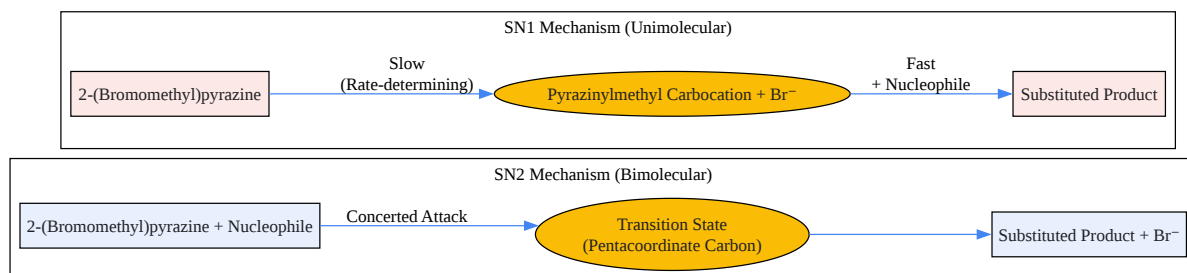 SN1 Mechanism (Unimolecular)
2-(Bromomethyl)pyrazine
Slow
(Rate-determining)
Pyrazinylmethyl Carbocation + Br⁻
Fast
+ Nucleophile
Substituted Product
SN2 Mechanism (Bimolecular)
2-(Bromomethyl)pyrazine + Nucleophile
Concerted Attack
Transition State
(Pentacoordinate Carbon)
Substituted Product + Br⁻